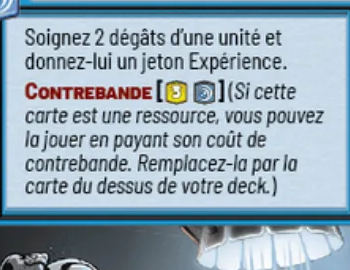 Soignez 2 dégâts d'une unité et
donnez-lui un jeton Expérience.
CONTREBANDE [3 ] (Si cette
carte est une ressource, vous pouvez
la jouer en payant son coût de
contrebande. Remplacez-la par la
carte du dessus de votre deck.)